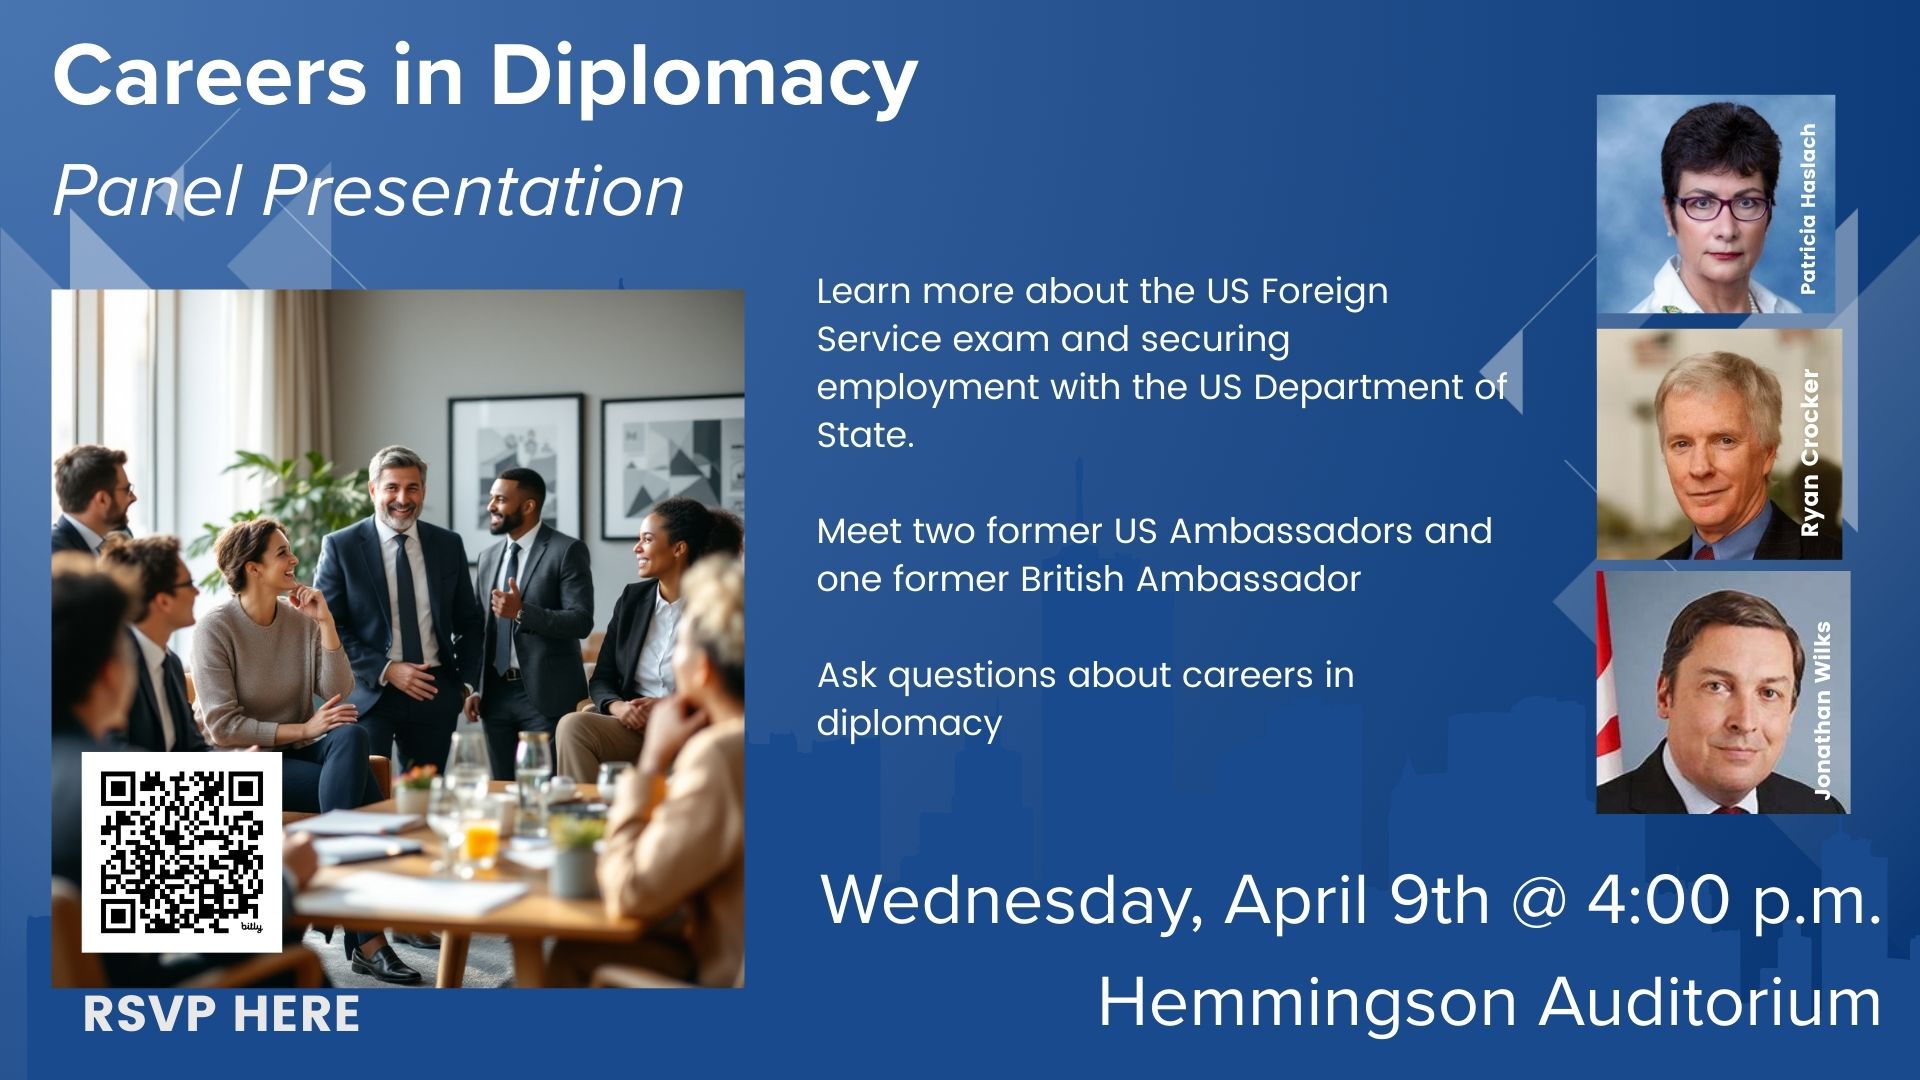 Careers in Diplomacy
Panel Presentation
Learn more about the US Foreign
Service exam and securing
employment with the US Department of
State.
Meet two former US Ambassadors and
one former British Ambassador
Ask questions about careers in
diplomacy
Patricia Haslach
Ryan Crocker
Jonathan Wilks
bitly
RSVP HERE
Wednesday, April 9th @ 4:00 p.m.
Hemmingson Auditorium